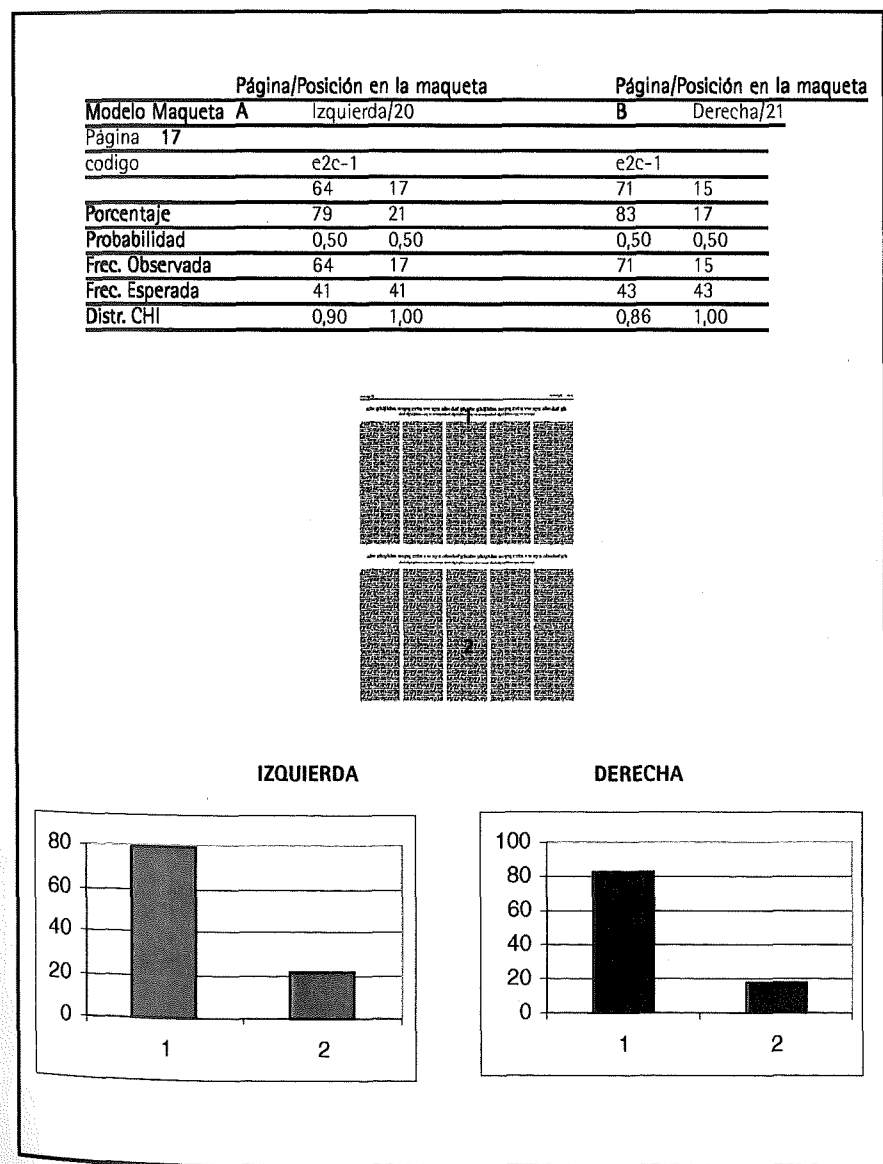 Página/Posición en la maqueta Página/Posición en la maqueta
Modelo Maqueta A Izquierda/20 B Derecha/21
Página 17
codigo e2c-1 e2c-1
64 17 71 15
Porcentaje 79 21 83 17
Probabilidad 0,50 0,50 0,50 0,50
Frec. Observada 64 17 71 15
Frec. Esperada 41 41 43 43
Distr. CHI 0,90 1,00 0,86 1,00
1
2
IZQUIERDA DERECHA
80
60
40
20
0
1 2
100
80
60
40
20
0
1 2